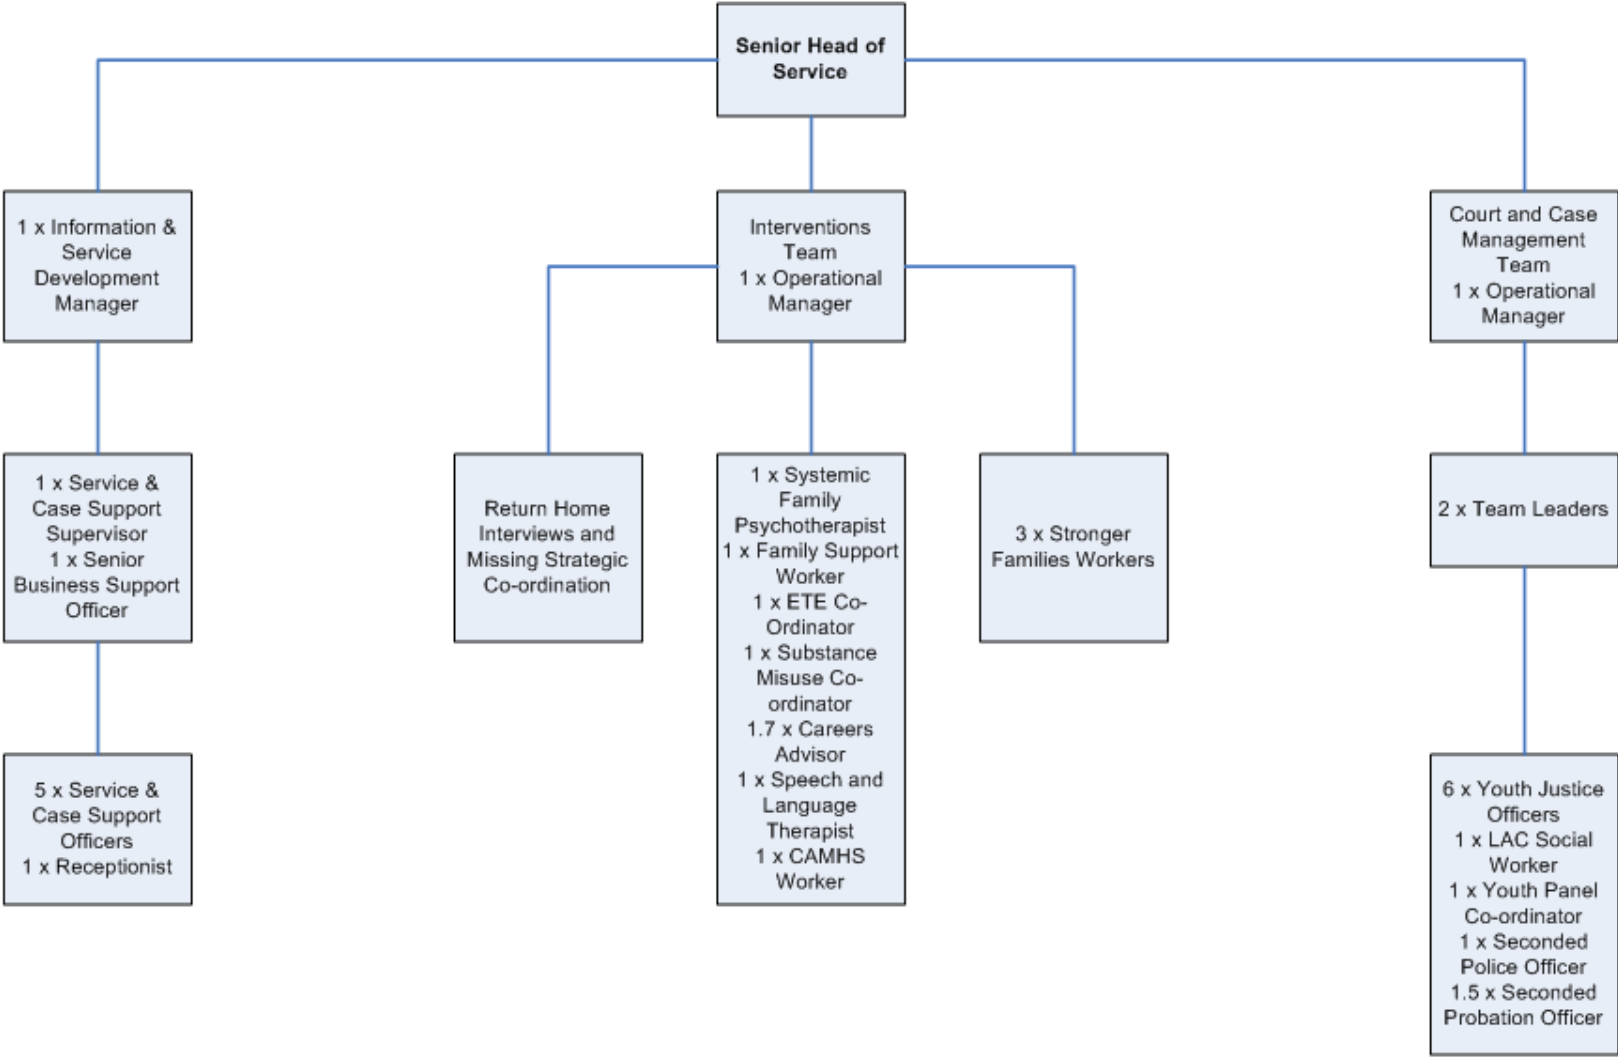 Senior Head of
Service
1 x Information &
Service
Development
Manager
Interventions
Team
1 x Operational
Manager
Court and Case
Management
Team
1 x Operational
Manager
1 x Service &
Case Support
Supervisor
1 x Senior
Business Support
Officer
Return Home
Interviews and
Missing Strategic
Co-ordination
1 x Systemic
Family
Psychotherapist
1 x Family Support
Worker
1 x ETE Co-
Ordinator
1 x Substance
Misuse Co-
ordinator
1.7 x Careers
Advisor
1 x Speech and
Language
Therapist
1 x CAMHS
Worker
3 x Stronger
Families Workers
2 x Team Leaders
5 x Service &
Case Support
Officers
1 x Receptionist
6 x Youth Justice
Officers
1 x LAC Social
Worker
1 x Youth Panel
Co-ordinator
1 x Seconded
Police Officer
1.5 x Seconded
Probation Officer